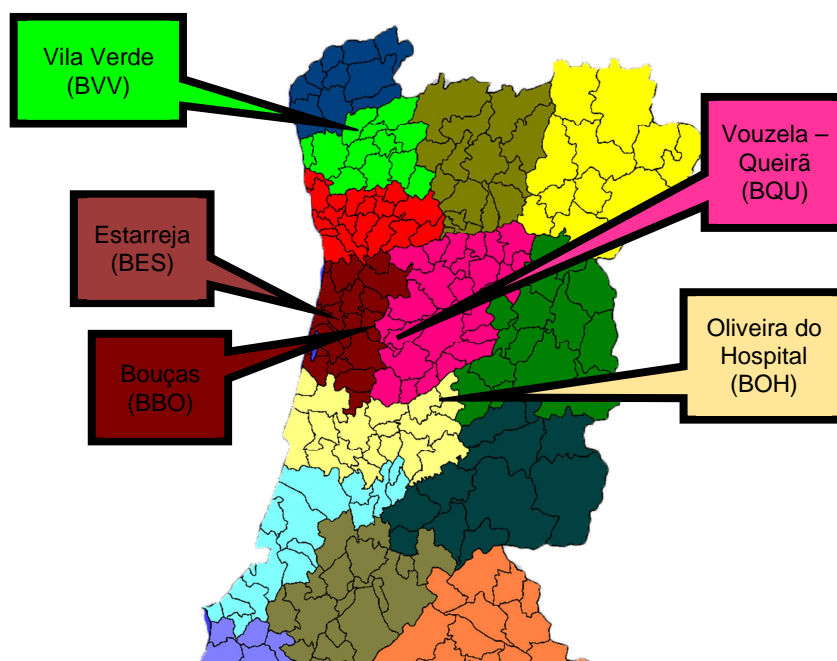 Vila Verde
(BVV)
Vouzela –
Queirã
(BQU)
Estarreja
(BES)
Bouças
(BBO)
Oliveira do
Hospital
(BOH)